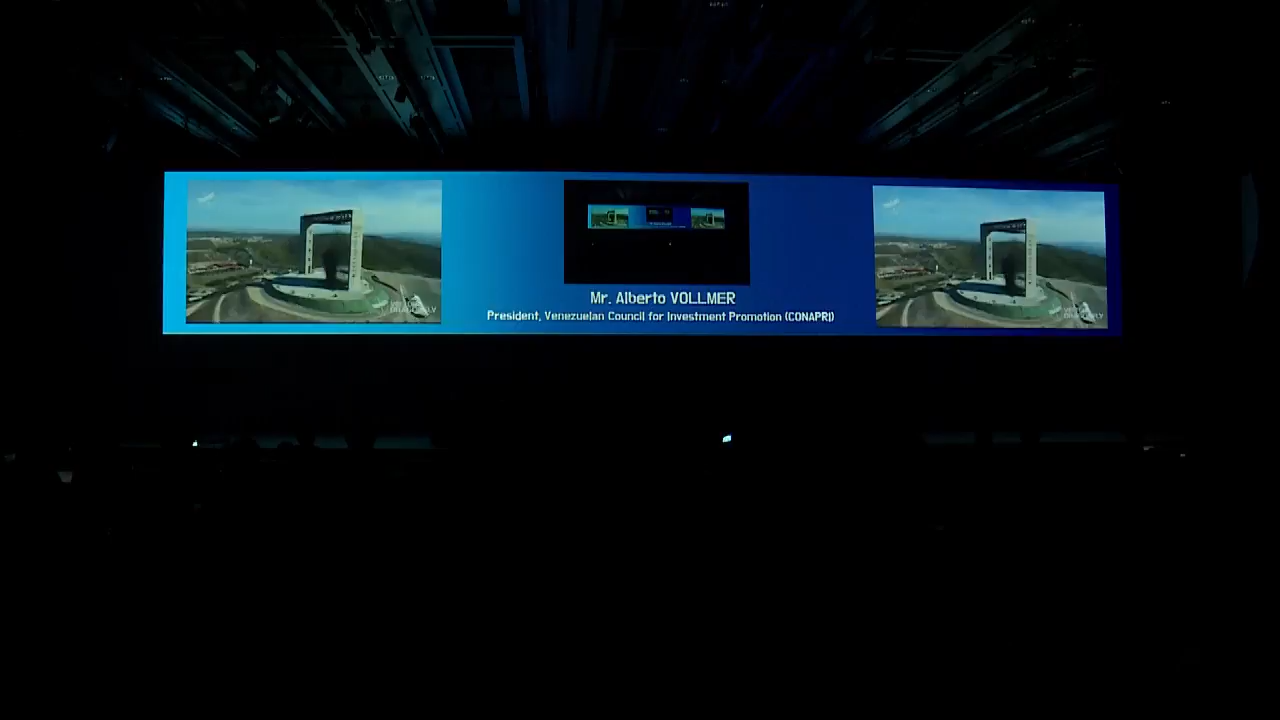 Mr. Alberto VOLLMER
President, Venezuelan Council for Investment Promotion (CONAPRI)